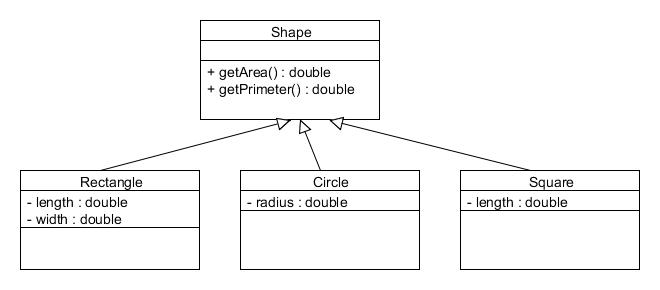 Shape
+ getArea() : double
+ getPrimeter() : double
Rectangle
- length : double
- width : double
Circle
- radius : double
Square
- length : double